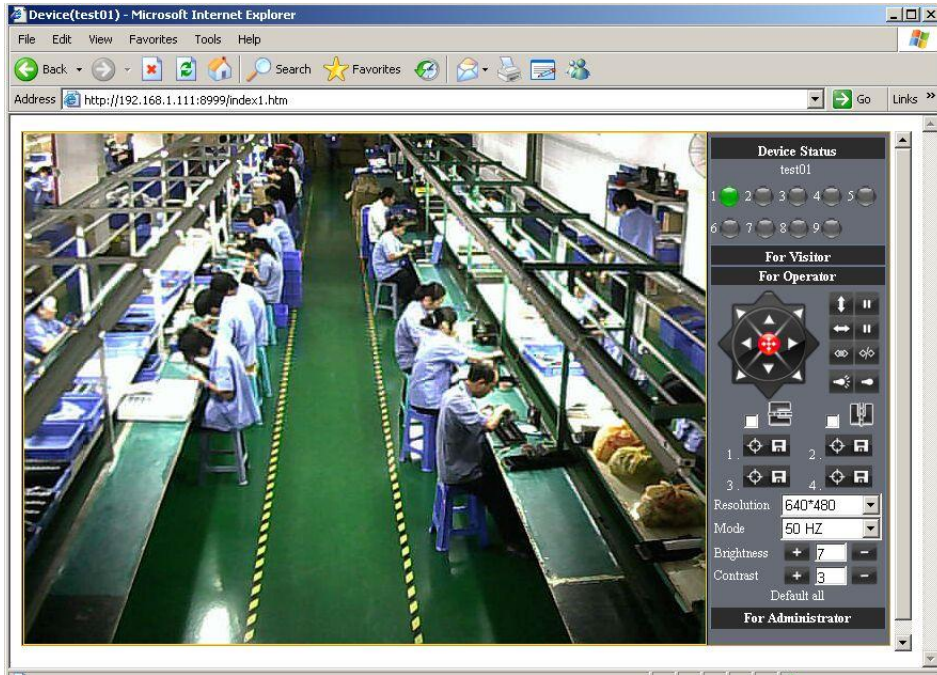 Device(test01) - Microsoft Internet Explorer
File Edit View Favorites Tools Help
Back Search Favorites
Address http://192.168.1.111:8999/index1.htm Go Links »
Device Status
test01
1 2 3 4 5
6 7 8 9
For Visitor
For Operator
1. 2.
3. 4.
Resolution 640*480
Mode 50 HZ
Brightness + 7 -
Contrast + 3 -
Default all
For Administrator